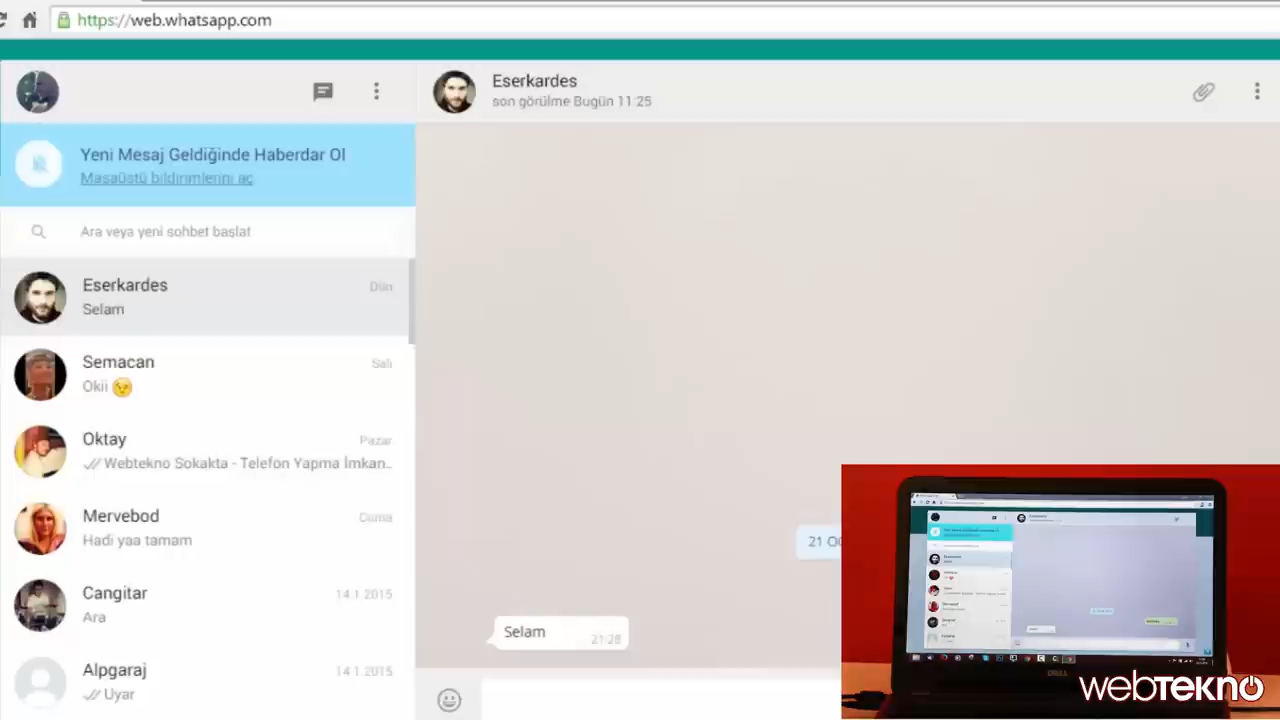 https://web.whatsapp.com
Eserkardes
son görülme Bugün 11:25
Yeni Mesaj Geldiğinde Haberdar Ol
Masaüstü bildirimlerini aç
Ara veya yeni sohbet başlat
Eserkardes
Dün
Selam
Semacan
Salı
Okii 😉
Oktay
Pazar
Webtekno Sokakta - Telefon Yapma İmkan..
Mervebod
Cuma
Hadi yaa tamam
Cangitar
14.1.2015
Ara
Alpgaraj
14.1.2015
Uyar
21
Selam
21:28
DELL
webTEKNO